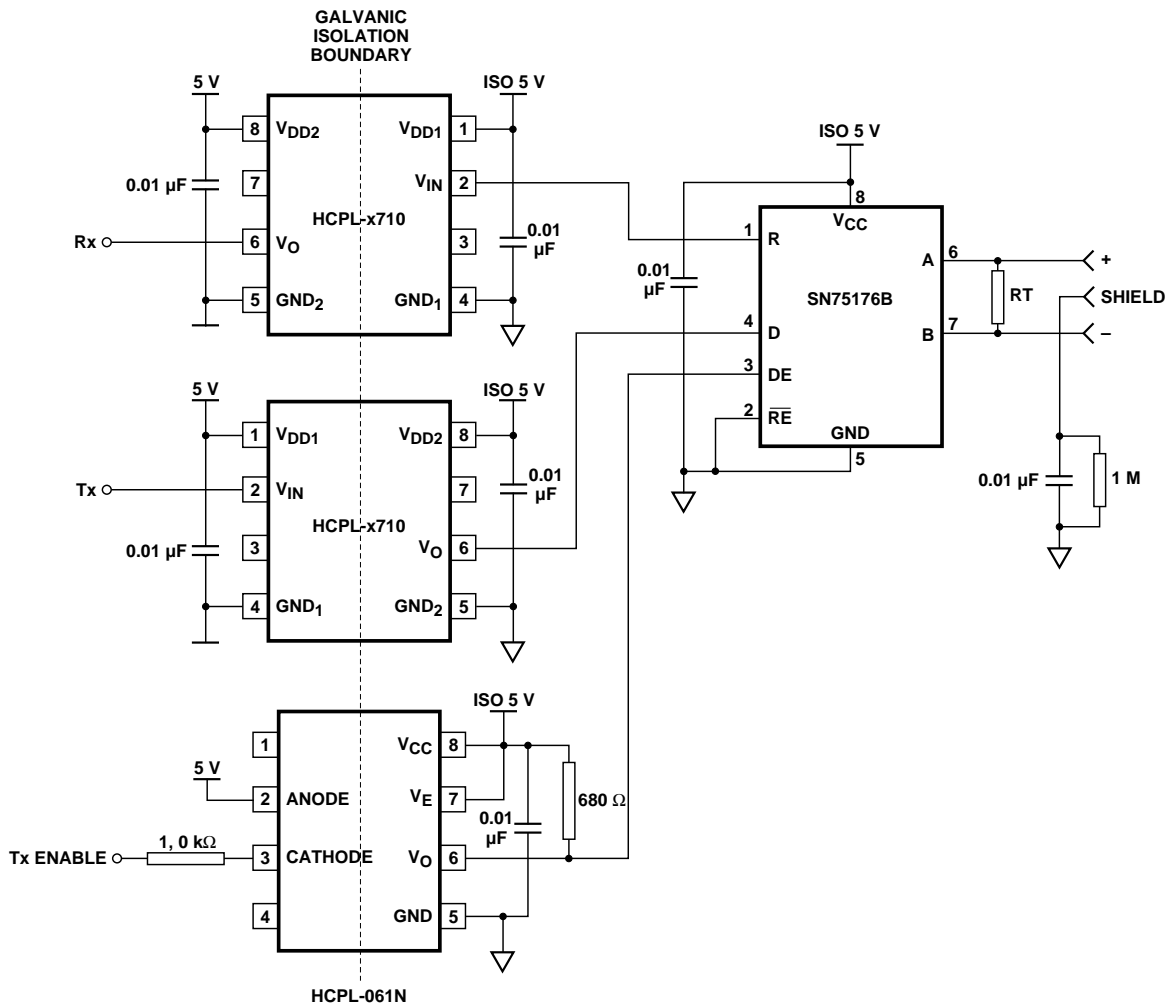 GALVANIC
ISOLATION
BOUNDARY
5 V
ISO 5 V
8 VDD2
VDD1 1
0.01 µF
7
VIN 2
HCPL-x710
Rx
6 VO
3
0.01
µF
5 GND2
GND1 4
5 V
ISO 5 V
1 VDD1
VDD2 8
Tx
2 VIN
7
0.01
µF
HCPL-x710
0.01 µF
3
VO 6
4 GND1
GND2 5
ISO 5 V
1
VCC 8
5 V
2 ANODE
VE 7
680 Ω
0.01
µF
1, 0 kΩ
Tx ENABLE
3 CATHODE
VO 6
4
GND 5
HCPL-061N
ISO 5 V
8
VCC
1
R
0.01
µF
SN75176B
A
6
+
RT
SHIELD
4
D
B
7
–
3
DE
2
RE
GND
5
0.01 µF
1 M